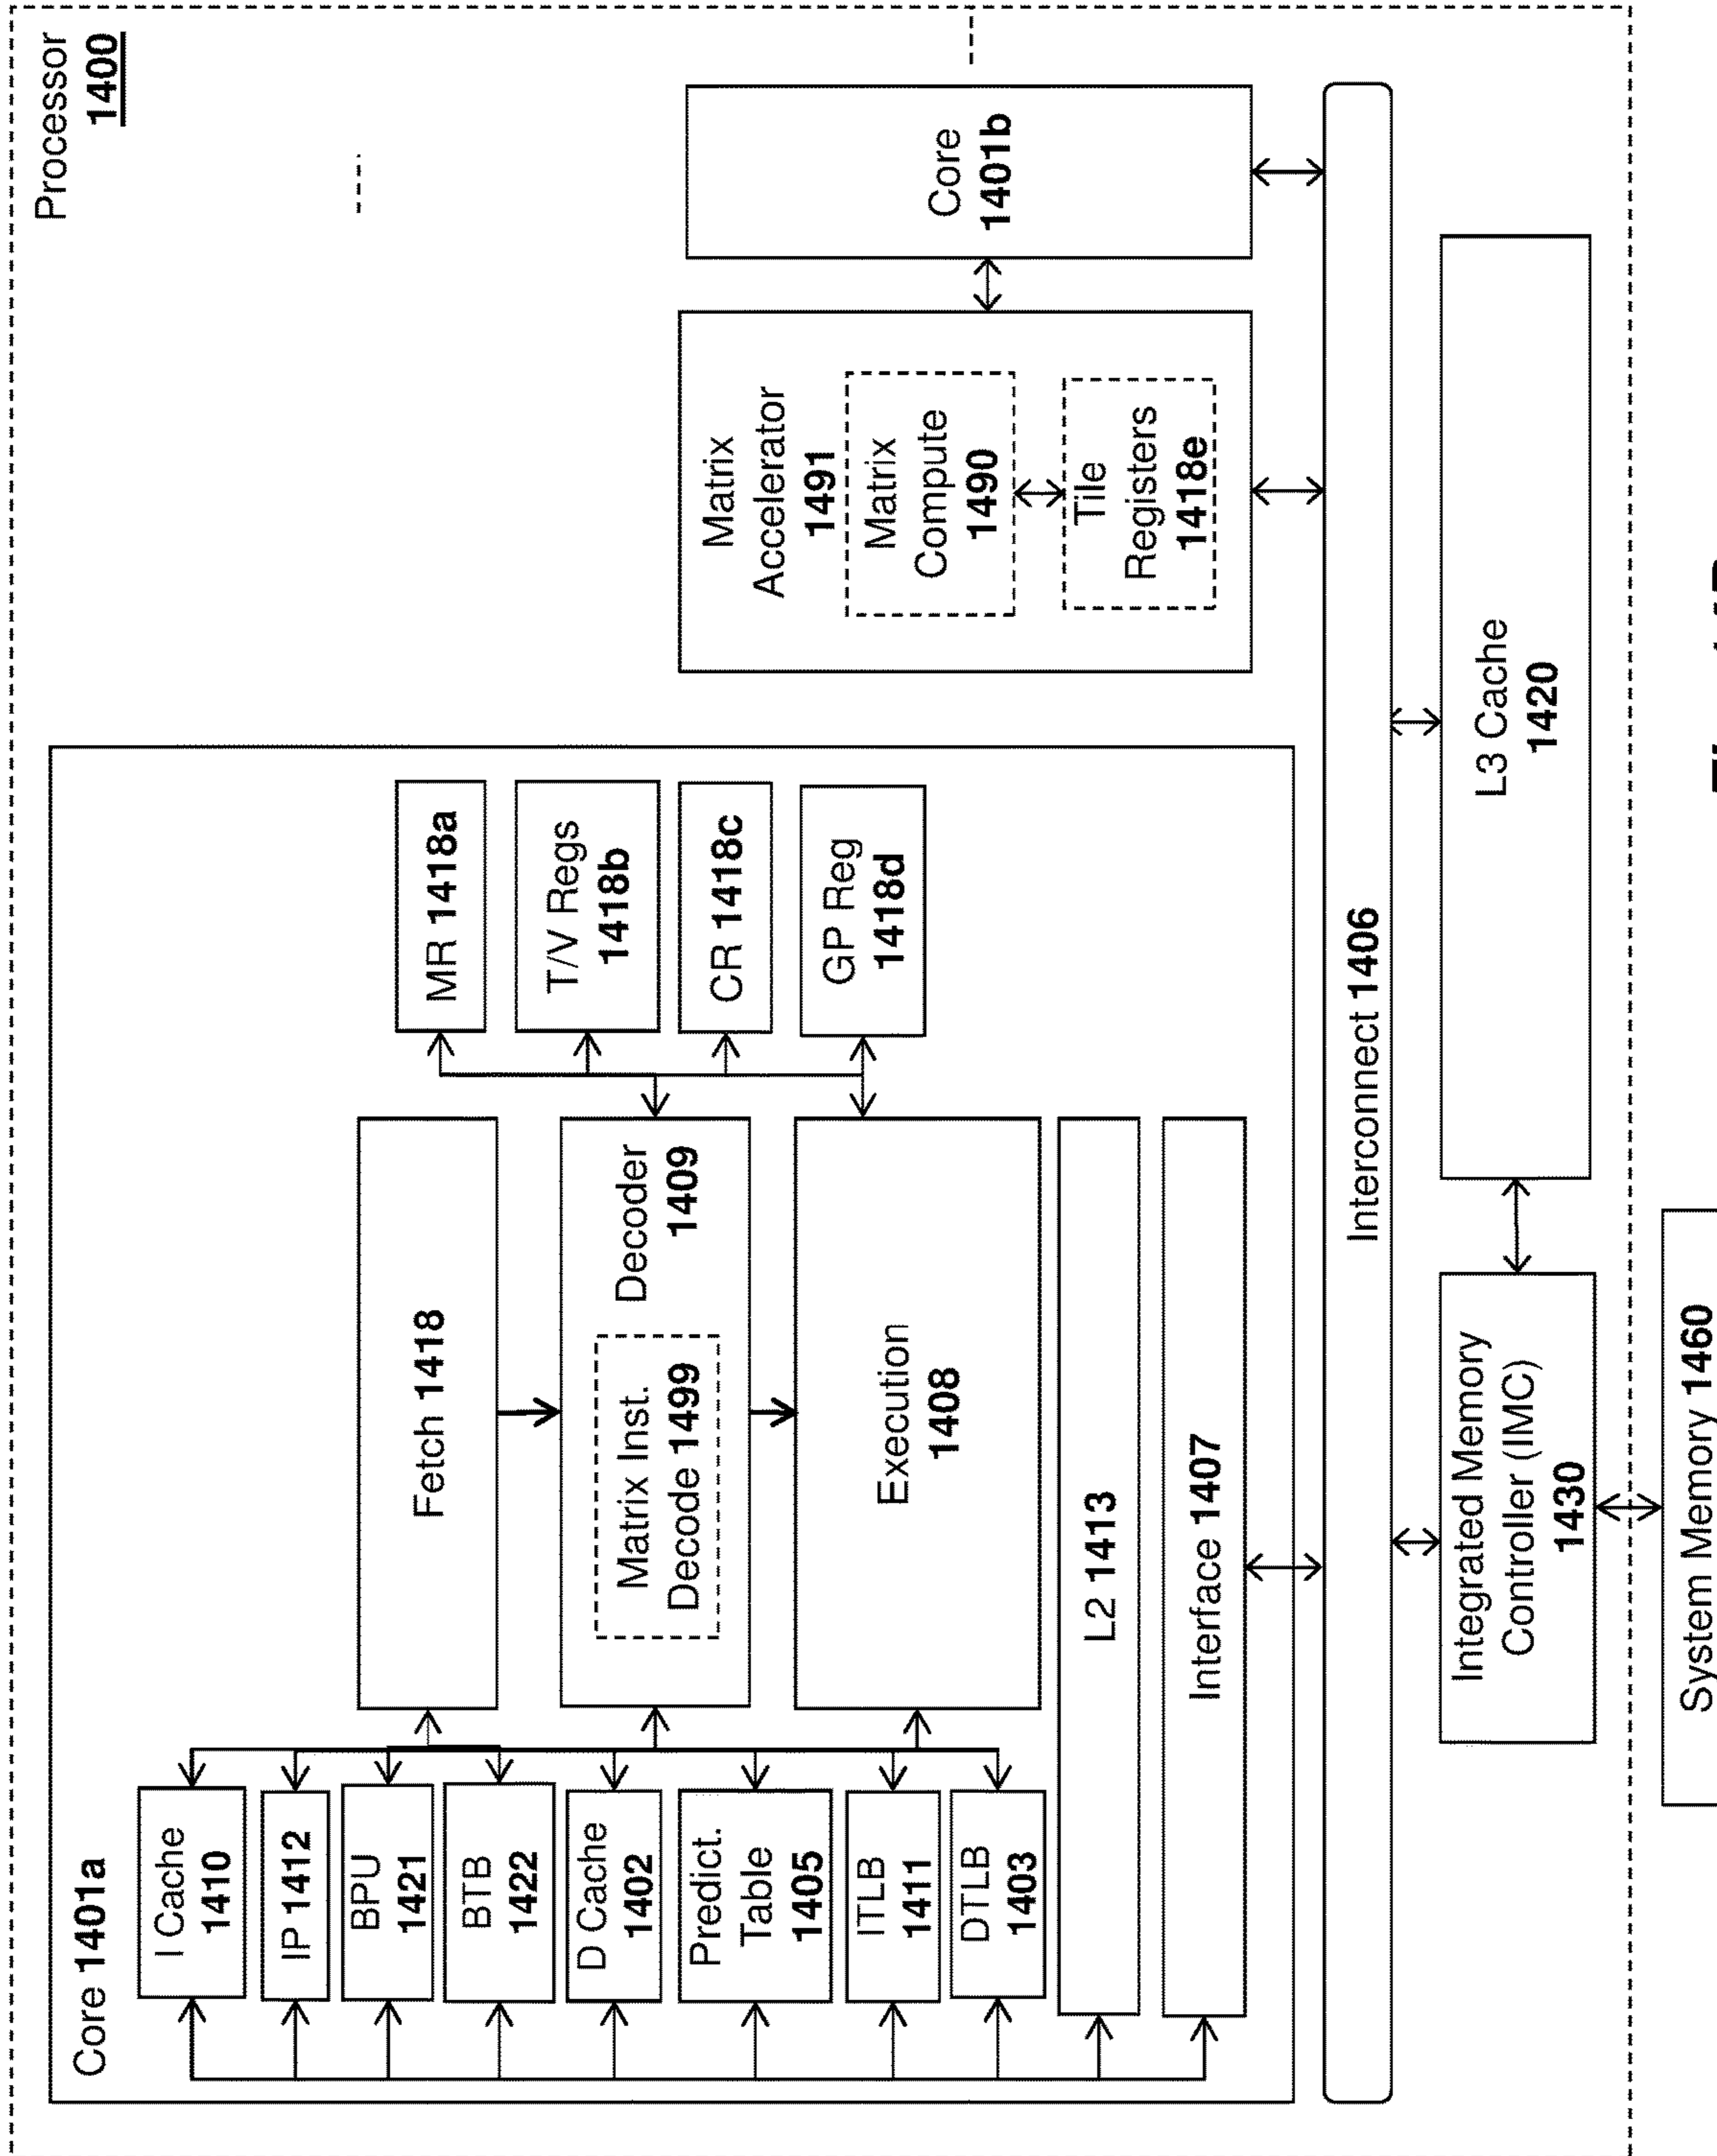 Processor
1400
Core 1401a
I Cache
1410
IP 1412
BPU
1421
BTB
1422
D Cache
1402
Predict.
Table
1405
ITLB
1411
DTLB
1403
Fetch 1418
Decoder
1409
Matrix Inst.
Decode 1499
Execution
1408
L2 1413
Interface 1407
MR 1418a
T/V Regs
1418b
CR 1418c
GP Reg
1418d
Matrix
Accelerator
1491
Matrix
Compute
1490
Tile
Registers
1418e
Core
1401b
Interconnect 1406
Integrated Memory
Controller (IMC)
1430
L3 Cache
1420
System Memory 1460